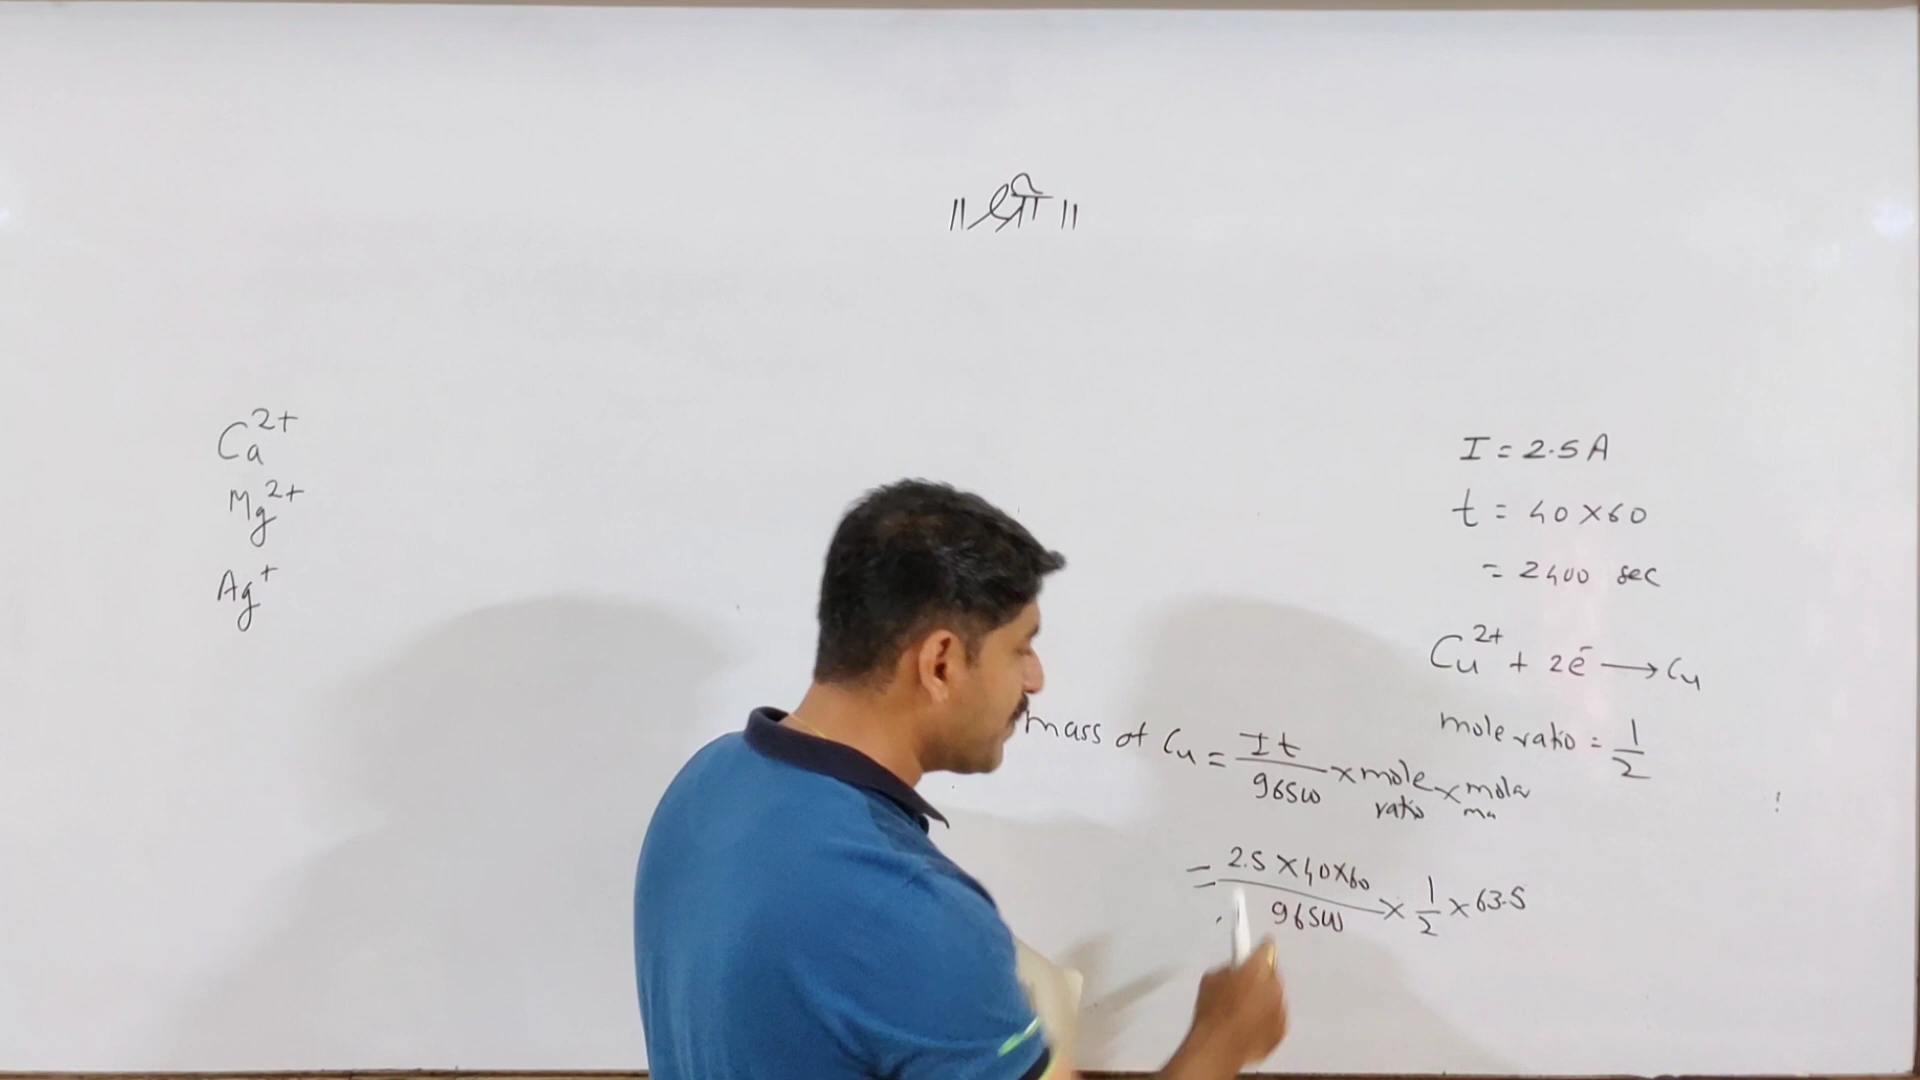 ॥ श्री ॥
Ca²⁺
Mg²⁺
Ag⁺
I = 2.5 A
t = 40 × 60
= 2400 sec
Cu²⁺ + 2e⁻ ⟶ Cu
mole ratio = 1/2
mass of Cu = It/96500 × mole ratio × molar ma
= 2.5 × 40 × 60/96500 × 1/2 × 63.5